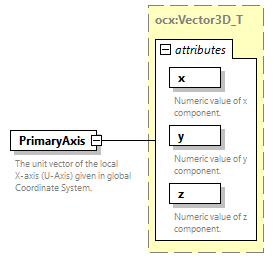 ocx:Vector3D_T
attributes
x
Numeric value of x
component.
PrimaryAxis
The unit vector of the local
X-axis (U-Axis) given in global
Coordinate System.
y
Numeric value of y
component.
z
Numeric value of z
component.